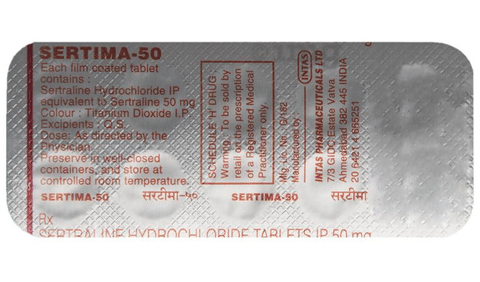 SERTIMA-50
Each film coated tablet
contains :
Sertraline Hydrochloride IP
equivalent to Sertraline 50 mg
Colour : Titanium Dioxide I.P.
Excipients : Q.S.
Dose: As directed by the
Physician.
Preserve in well-closed
containers, and store at
controlled room temperature.
SCHEDULE 'H' DRUG :
Warning: To be sold by
retail on the prescription
of a Registered Medical
Practitioner only
Mfg. Lic. No.: G/182
Manufactured by
INTAS
INTAS PHARMACEUTICALS LTD
7/3 GIDC Estate Vatva
Ahmedabad 382 445 INDIA
SERTIMA-50 सरटीमा-५० SERTIMA-50 सरटीमा
Rx
SERTRALINE HYDROCHLORIDE TABLETS IP 50 mg